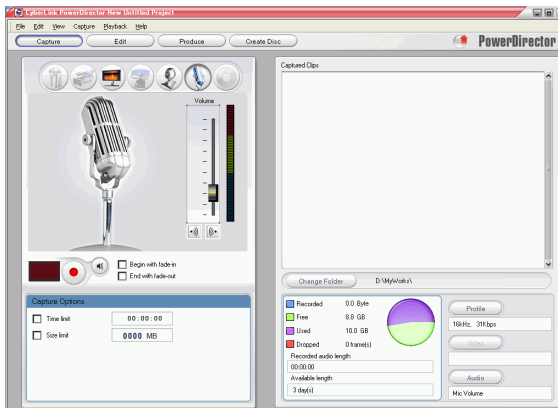 CyberLink PowerDirector New Untitled Project
File Edit View Capture Playback Help
Capture Edit Produce Create Disc
PowerDirector
Volume
Begin with fade-in
End with fade-out
Capture Options
Time limit 00:00:00
Size limit 0000 MB
Captured Clips
Change Folder D:\MyWorks\
Recorded 0.0 Byte
Free 8.8 GB
Used 10.0 GB
Dropped 0 frame(s)
Recorded audio length
00:00:00
Available length
3 day(s)
Profile
16kHz, 31Kbps
Video
Audio
Mic Volume